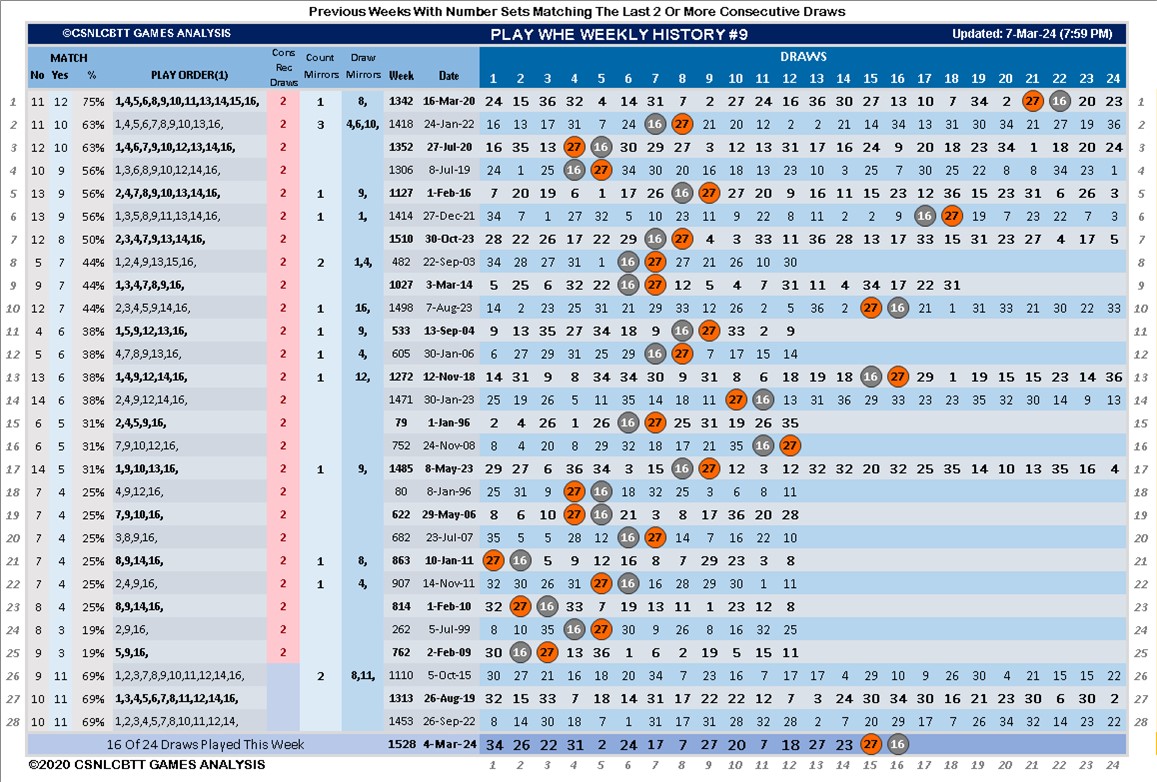 Previous Weeks With Number Sets Matching The Last 2 Or More Consecutive Draws
©CSNLCBTT GAMES ANALYSIS PLAY WHE WEEKLY HISTORY #9 Updated: 7-Mar-24 (7:59 PM)
MATCH Cons Rec Draws Count Mirrors Draw Mirrors DRAWS
No Yes % PLAY ORDER(1) Week Date 1 2 3 4 5 6 7 8 9 10 11 12 13 14 15 16 17 18 19 20 21 22 23 24
1 11 12 75% 1,4,5,6,8,9,10,11,13,14,15,16, 2 1 8, 1342 16-Mar-20 24 15 36 32 4 14 31 7 2 27 24 16 36 30 27 13 10 7 34 2 27 16 20 23 1
2 11 10 63% 1,4,5,6,7,8,9,10,13,16, 2 3 4,6,10, 1418 24-Jan-22 16 13 17 31 7 24 16 27 21 20 12 2 2 21 14 34 13 31 30 34 21 27 19 36 2
3 12 10 63% 1,4,6,7,9,10,12,13,14,16, 2 1352 27-Jul-20 16 35 13 27 16 30 29 27 3 12 13 31 17 16 24 9 20 18 23 34 1 18 20 24 3
4 10 9 56% 1,3,6,8,9,10,12,14,16, 2 1306 8-Jul-19 24 1 25 16 27 34 30 20 16 18 13 23 10 3 25 7 30 25 22 8 8 34 23 1 4
5 13 9 56% 2,4,7,8,9,10,13,14,16, 2 1 9, 1127 1-Feb-16 7 20 19 6 1 17 26 16 27 27 20 9 16 11 15 23 12 36 15 23 31 6 26 3 5
6 13 9 56% 1,3,5,8,9,11,13,14,16, 2 1 1, 1414 27-Dec-21 34 7 1 27 32 5 10 23 11 9 22 8 11 2 2 9 16 27 19 7 23 22 7 3 6
7 12 8 50% 2,3,4,7,9,13,14,16, 2 1510 30-Oct-23 28 22 26 17 22 29 16 27 4 3 33 11 36 28 13 17 33 15 31 23 27 4 17 5 7
8 5 7 44% 1,2,4,9,13,15,16, 2 2 1,4, 482 22-Sep-03 34 28 27 31 1 16 27 27 21 26 10 30 8
9 9 7 44% 1,3,4,7,8,9,16, 2 1027 3-Mar-14 5 25 6 32 22 16 27 12 5 4 7 31 11 4 34 17 22 31 9
10 12 7 44% 2,3,4,5,9,14,16, 2 1 16, 1498 7-Aug-23 14 2 23 25 31 21 29 33 12 26 2 5 36 2 27 16 21 1 31 33 21 30 22 33 10
11 4 6 38% 1,5,9,12,13,16, 2 1 9, 533 13-Sep-04 9 13 35 27 34 18 9 16 27 33 2 9 11
12 5 6 38% 4,7,8,9,13,16, 2 1 4, 605 30-Jan-06 6 27 29 31 25 29 16 27 7 17 15 14 12
13 13 6 38% 1,4,9,12,14,16, 2 1 12, 1272 12-Nov-18 14 31 9 8 34 34 30 9 31 8 6 18 19 18 16 27 29 1 19 15 15 23 14 36 13
14 14 6 38% 2,4,9,12,14,16, 2 1471 30-Jan-23 25 19 26 5 11 35 14 18 11 27 16 13 31 36 29 33 23 23 35 32 30 14 9 13 14
15 6 5 31% 2,4,5,9,16, 2 79 1-Jan-96 2 4 26 1 26 16 27 25 31 19 26 35 15
16 6 5 31% 7,9,10,12,16, 2 752 24-Nov-08 8 4 20 8 29 32 18 17 21 35 16 27 16
17 14 5 31% 1,9,10,13,16, 2 1 9, 1485 8-May-23 29 27 6 36 34 3 15 16 27 12 3 12 32 32 20 32 25 35 14 10 13 35 16 4 17
18 7 4 25% 4,9,12,16, 2 80 8-Jan-96 25 31 9 27 16 18 32 25 3 6 8 11 18
19 7 4 25% 7,9,10,16, 2 622 29-May-06 8 6 10 27 16 21 3 8 17 36 20 28 19
20 7 4 25% 3,8,9,16, 2 682 23-Jul-07 35 5 5 28 12 16 27 14 7 16 22 10 20
21 7 4 25% 8,9,14,16, 2 1 8, 863 10-Jan-11 27 16 5 9 12 16 8 7 29 23 3 8 21
22 7 4 25% 2,4,9,16, 2 1 4, 907 14-Nov-11 32 30 26 31 27 16 16 28 29 30 1 11 22
23 8 4 25% 8,9,14,16, 2 814 1-Feb-10 32 27 16 33 7 19 13 11 1 23 12 8 23
24 8 3 19% 2,9,16, 2 262 5-Jul-99 8 10 35 16 27 30 9 26 8 16 32 25 24
25 9 3 19% 5,9,16, 2 762 2-Feb-09 30 16 27 13 36 1 6 2 19 5 15 11 25
26 9 11 69% 1,2,3,7,8,9,10,11,12,14,16, 2 8,11, 1110 5-Oct-15 30 27 21 16 18 20 34 7 26 16 7 17 17 4 29 10 9 26 30 4 21 15 15 22 26
27 10 11 69% 1,3,4,5,6,7,8,11,12,14,16, 1313 26-Aug-19 32 15 33 7 18 14 31 17 22 22 12 7 3 24 30 34 30 16 21 23 30 6 30 2 27
28 10 11 69% 1,2,3,4,5,7,8,10,11,12,14, 1453 26-Sep-22 8 14 30 18 7 1 31 17 31 28 32 28 2 7 20 29 17 7 26 34 32 14 23 22 28
16 Of 24 Draws Played This Week 1528 4-Mar-24 34 26 22 31 2 24 17 7 27 20 7 18 27 23 27 16
©2020 CSNLCBTT GAMES ANALYSIS 1 2 3 4 5 6 7 8 9 10 11 12 13 14 15 16 17 18 19 20 21 22 23 24